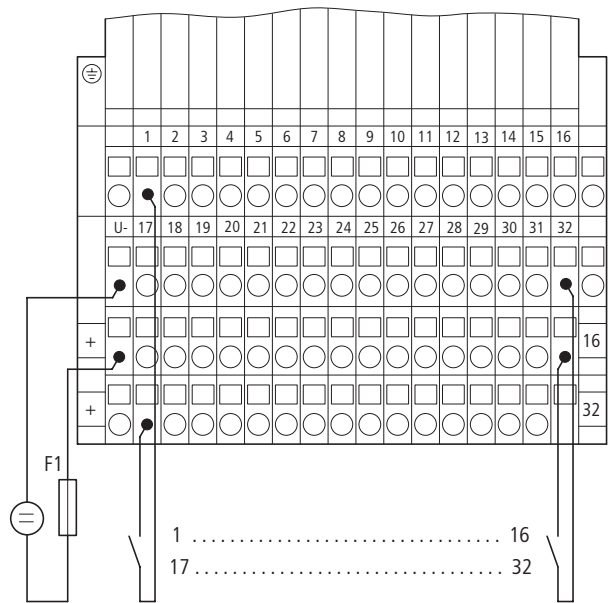 1 2 3 4 5 6 7 8 9 10 11 12 13 14 15 16
U- 17 18 19 20 21 22 23 24 25 26 27 28 29 30 31 32
+ 16
+ 32
F1
1 . . . . . . . . . . . . . . . . . . . . . . . . . . . . . . . . . . 16
17 . . . . . . . . . . . . . . . . . . . . . . . . . . . . . . . . . 32